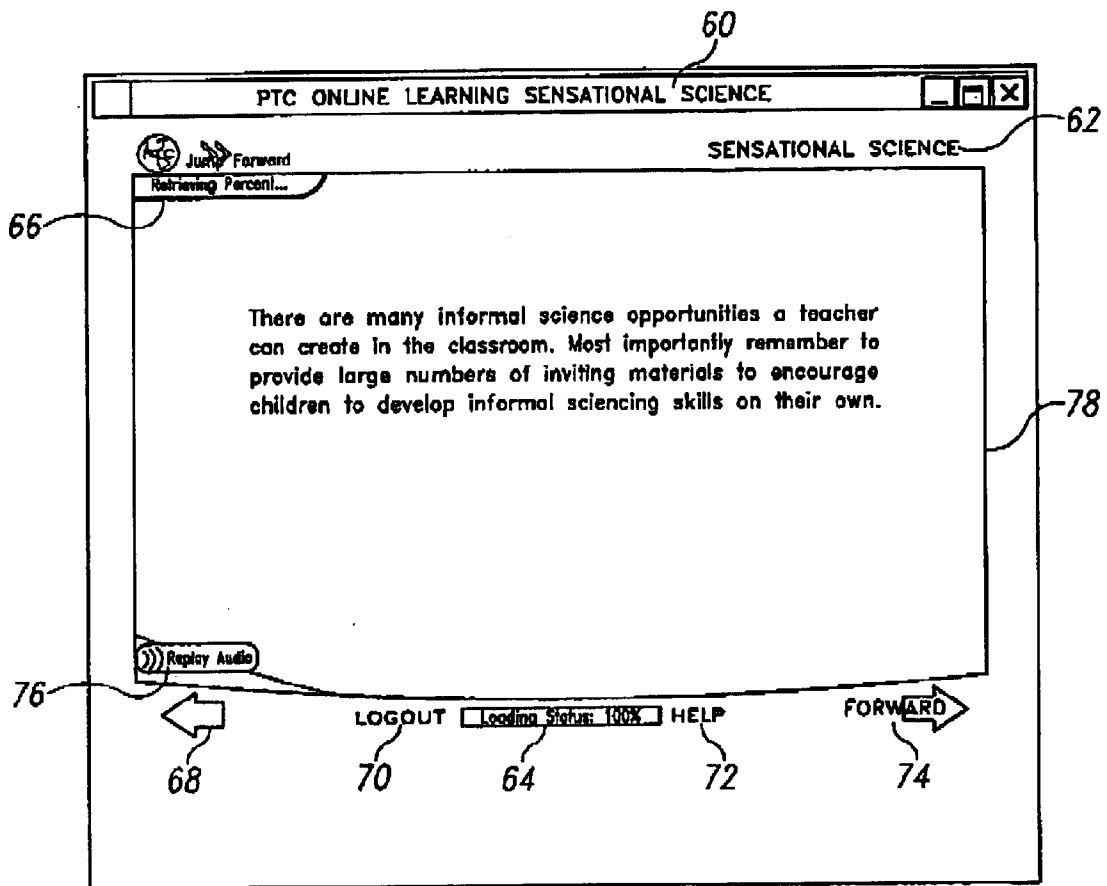 60
PTC ONLINE LEARNING SENSATIONAL SCIENCE
62
SENSATIONAL SCIENCE
Jump Forward
Retrieving Percent...
66
There are many informal science opportunities a teacher
can create in the classroom. Most importantly remember to
provide large numbers of inviting materials to encourage
children to develop informal sciencing skills on their own.
78
Replay Audio
76
LOGOUT Loading Status: 100% HELP FORWARD
68 70 64 72 74